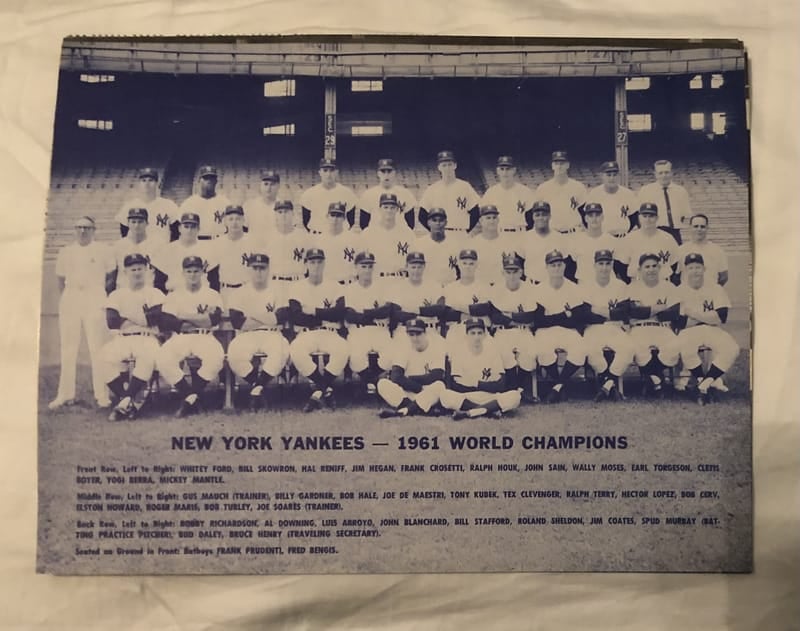 SEC 29
SEC 27
NEW YORK YANKEES — 1961 WORLD CHAMPIONS
Front Row, Left to Right: WHITEY FORD, BILL SKOWRON, HAL RENIFF, JIM HEGAN, FRANK CROSETTI, RALPH HOUK, JOHN SAIN, WALLY MOSES, EARL TORGESON, CLETIS
BOYER, YOGI BERRA, MICKEY MANTLE.
Middle Row, Left to Right: GUS MAUCH (TRAINER), BILLY GARDNER, BOB HALE, JOE DE MAESTRI, TONY KUBEK, TEX CLEVENGER, RALPH TERRY, HECTOR LOPEZ, BOB CERV,
ELSTON HOWARD, ROGER MARIS, BOB TURLEY, JOE SOARES (TRAINER).
Back Row, Left to Right: BOBBY RICHARDSON, AL DOWNING, LUIS ARROYO, JOHN BLANCHARD, BILL STAFFORD, ROLAND SHELDON, JIM COATES, SPUD MURRAY (BAT-
TING PRACTICE PITCHER), BUD DALEY, BRUCE HENRY (TRAVELING SECRETARY).
Seated on Ground in Front: Batboys FRANK PRUDENTI, FRED BENGIS.